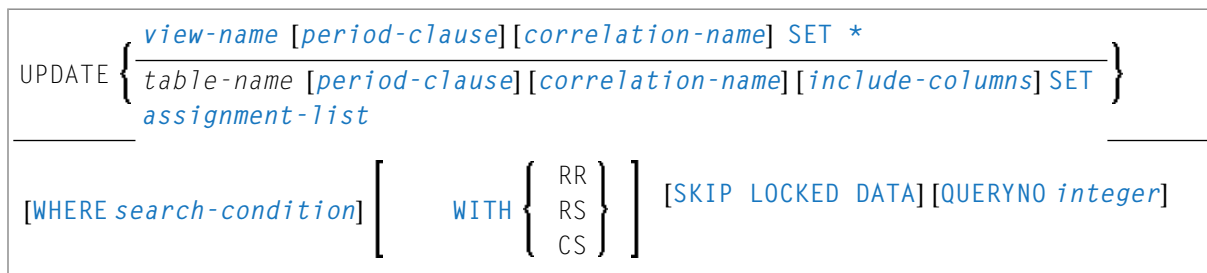 view-name [period-clause] [correlation-name] SET *
UPDATE
table-name [period-clause] [correlation-name] [include-columns] SET
assignment-list
RR
[WHERE search-condition] WITH RS [SKIP LOCKED DATA] [QUERYNO integer]
CS